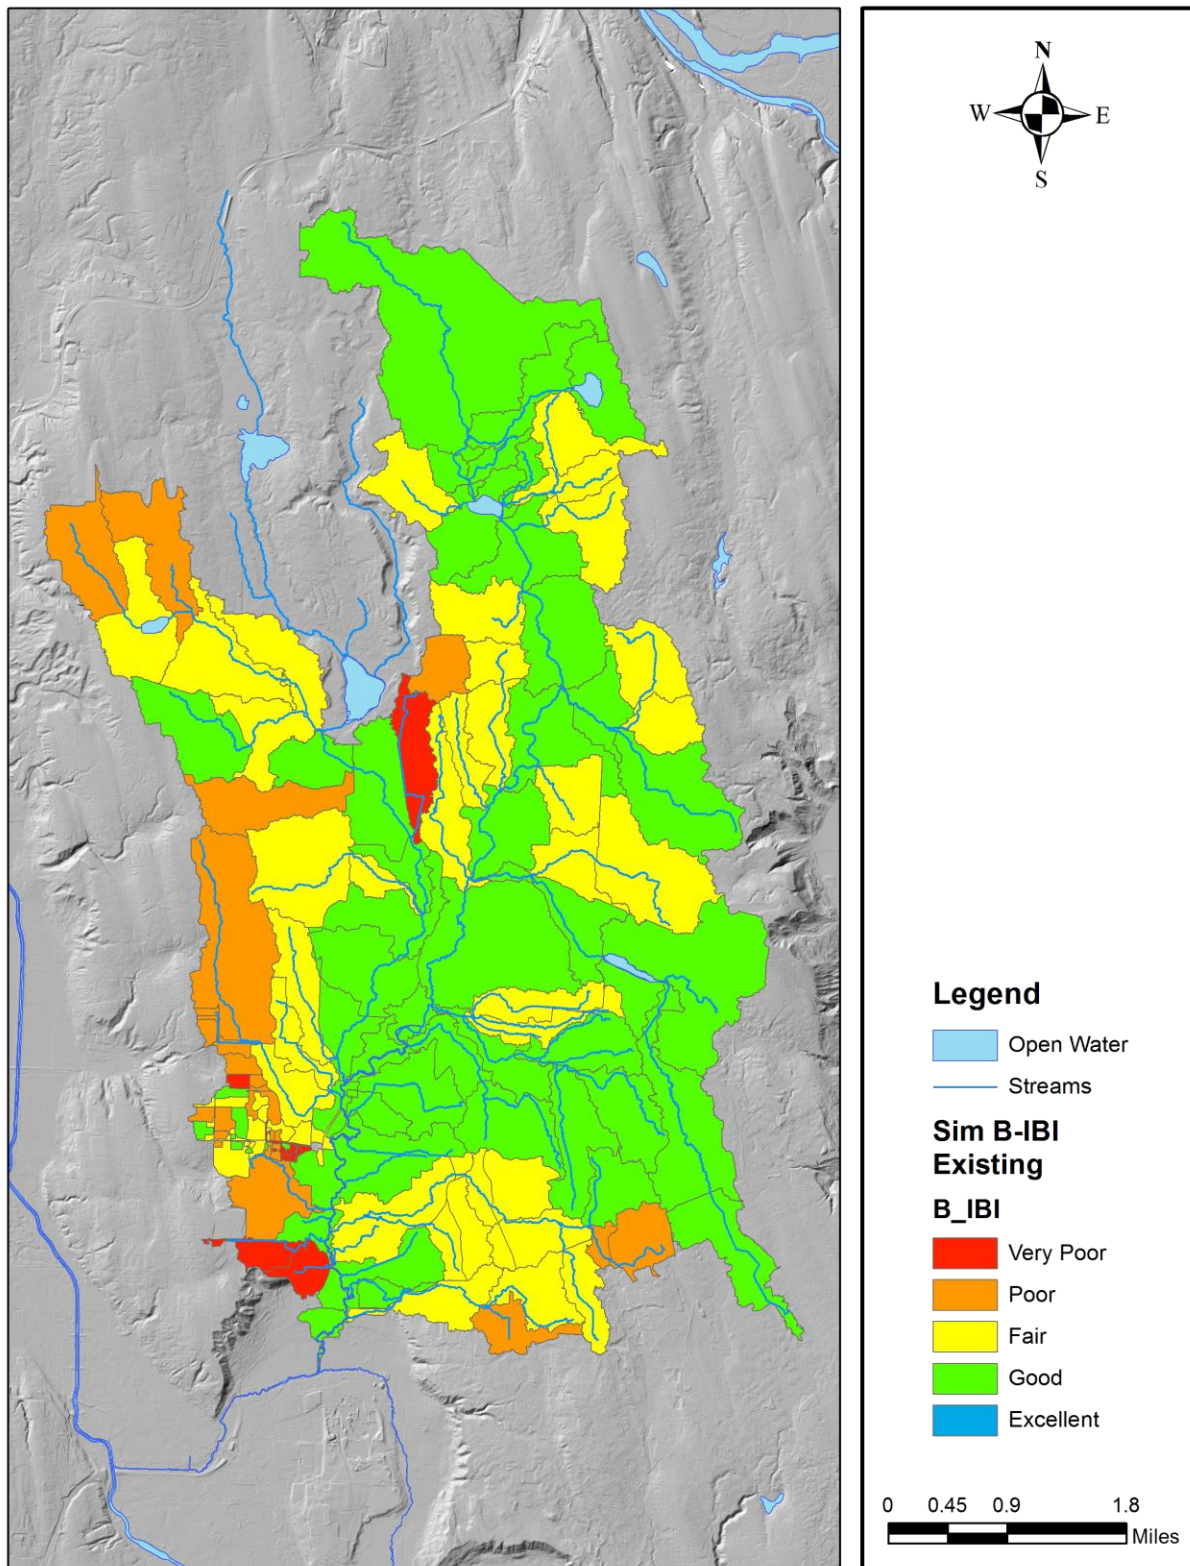 N
W E
S
Legend
Open Water
Streams
Sim B-IBI
Existing
B_IBI
Very Poor
Poor
Fair
Good
Excellent
0 0.45 0.9 1.8
Miles